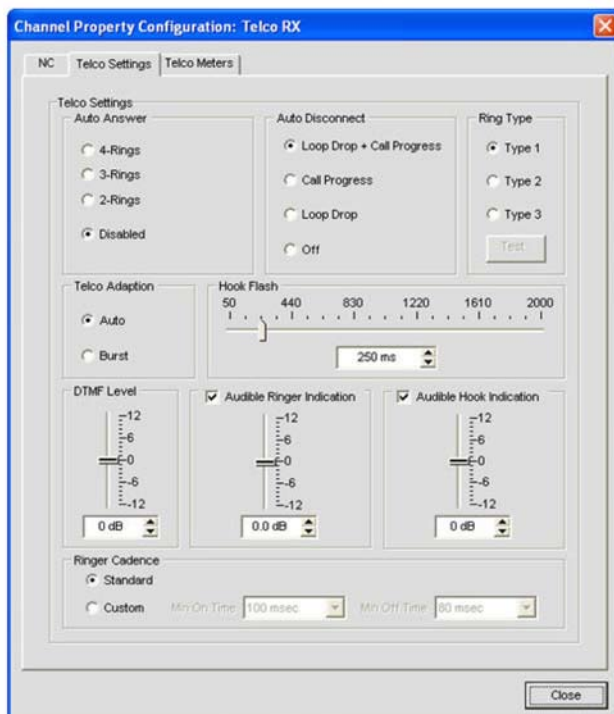 Channel Property Configuration: Telco RX
NC Telco Settings Telco Meters
Telco Settings
Auto Answer
4-Rings
3-Rings
2-Rings
Disabled
Auto Disconnect
Loop Drop + Call Progress
Call Progress
Loop Drop
Off
Ring Type
Type 1
Type 2
Type 3
Test
Telco Adaption
Auto
Burst
Hook Flash
50 440 830 1220 1610 2000
250 ms
DTMF Level
12
6
0
-6
-12
0 dB
Audible Ringer Indication
12
6
0
-6
-12
0.0 dB
Audible Hook Indication
12
6
0
-6
-12
0 dB
Ringer Cadence
Standard
Custom Min On Time 100 msec Min Off Time 80 msec
Close